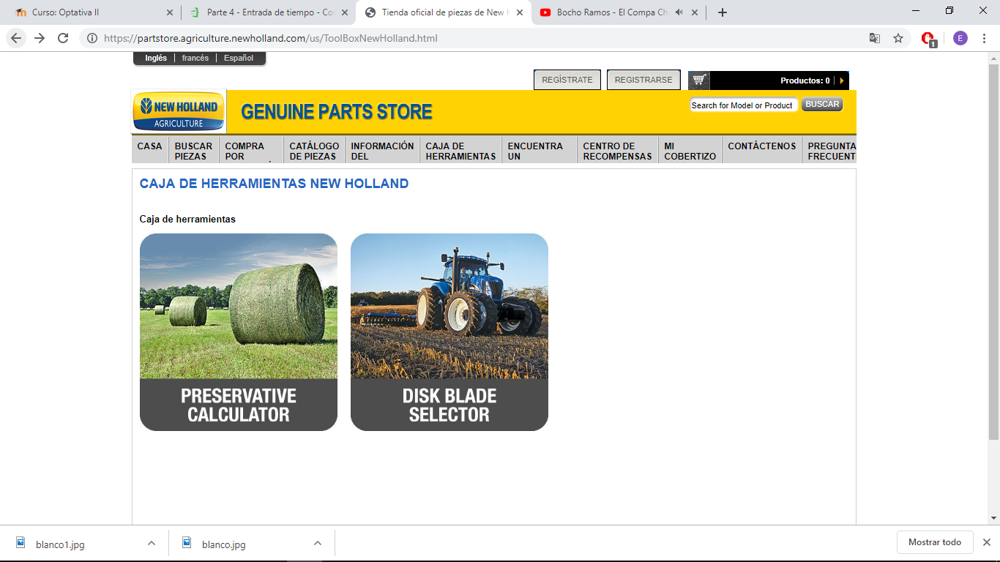 Curso: Optativa II
Parte 4 - Entrada de tiempo - Coc
Tienda oficial de piezas de New H
Bocho Ramos - El Compa Ch
https://partstore.agriculture.newholland.com/us/ToolBoxNewHolland.html
1
E
Inglés francés Español
REGÍSTRATE
REGISTRARSE
Productos: 0
NEW HOLLAND
AGRICULTURE
GENUINE PARTS STORE
Search for Model or Product
BUSCAR
CASA
BUSCAR
PIEZAS
COMPRA
POR
CATÁLOGO
DE PIEZAS
INFORMACIÓN
DEL
CAJA DE
HERRAMIENTAS
ENCUENTRA
UN
CENTRO DE
RECOMPENSAS
MI
COBERTIZO
CONTÁCTENOS
PREGUNTA
FRECUENT
CAJA DE HERRAMIENTAS NEW HOLLAND
Caja de herramientas
PRESERVATIVE
CALCULATOR
DISK BLADE
SELECTOR
blanco1.jpg
blanco.jpg
Mostrar todo